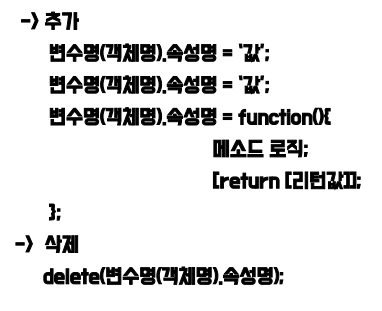 -> 추가
변수명(객체명).속성명 = '값';
변수명(객체명).속성명 = '값';
변수명(객체명).속성명 = function(){
메소드 로직;
[return [리턴값]];
};
-> 삭제
delete(변수명(객체명).속성명);